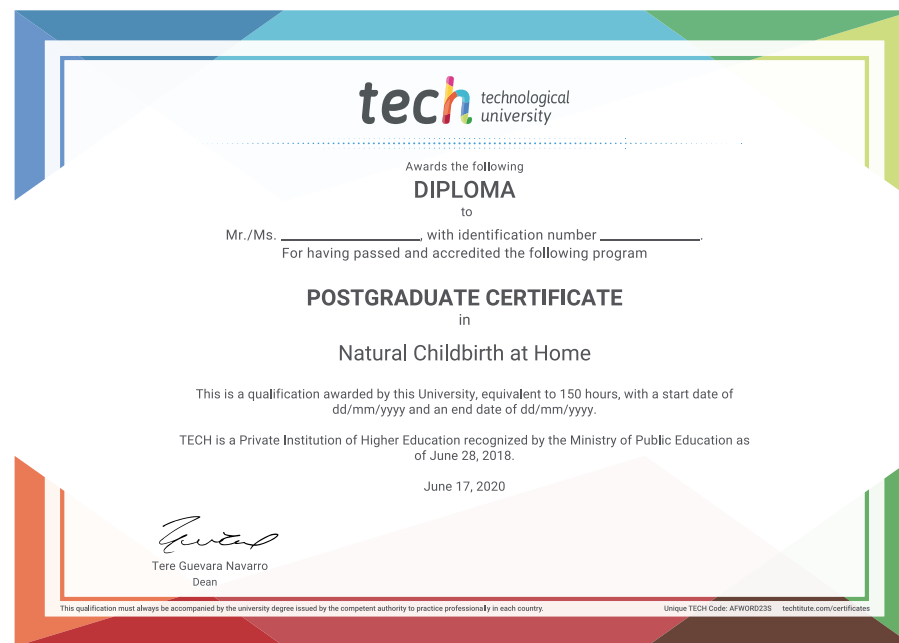 tech technological
university
Awards the following
DIPLOMA
to
Mr./Ms. ____________, with identification number ____________.
For having passed and accredited the following program
POSTGRADUATE CERTIFICATE
in
Natural Childbirth at Home
This is a qualification awarded by this University, equivalent to 150 hours, with a start date of
dd/mm/yyyy and an end date of dd/mm/yyyy.
TECH is a Private Institution of Higher Education recognized by the Ministry of Public Education as
of June 28, 2018.
June 17, 2020
Tere Guevara Navarro
Dean
This qualification must always be accompanied by the university degree issued by the competent authority to practice professionally in each country. Unique TECH Code: AFWORD23S techtitute.com/certificates